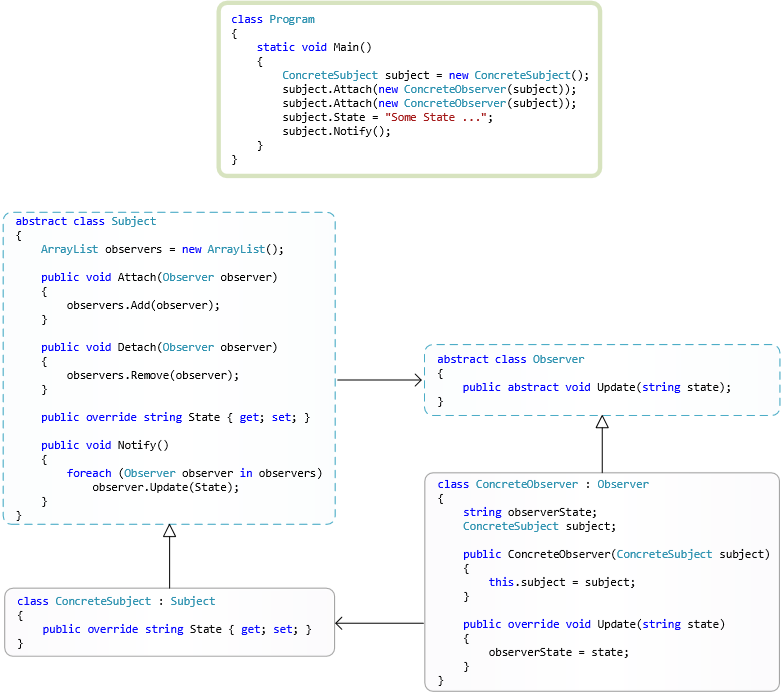 class Program
{
    static void Main()
    {
        ConcreteSubject subject = new ConcreteSubject();
        subject.Attach(new ConcreteObserver(subject));
        subject.Attach(new ConcreteObserver(subject));
        subject.State = "Some State ...";
        subject.Notify();
    }
}
abstract class Subject
{
    ArrayList observers = new ArrayList();
    public void Attach(Observer observer)
    {
        observers.Add(observer);
    }
    public void Detach(Observer observer)
    {
        observers.Remove(observer);
    }
    public override string State { get; set; }
    public void Notify()
    {
        foreach (Observer observer in observers)
            observer.Update(State);
    }
}
abstract class Observer
{
    public abstract void Update(string state);
}
class ConcreteSubject : Subject
{
    public override string State { get; set; }
}
class ConcreteObserver : Observer
{
    string observerState;
    ConcreteSubject subject;
    public ConcreteObserver(ConcreteSubject subject)
    {
        this.subject = subject;
    }
    public override void Update(string state)
    {
        observerState = state;
    }
}